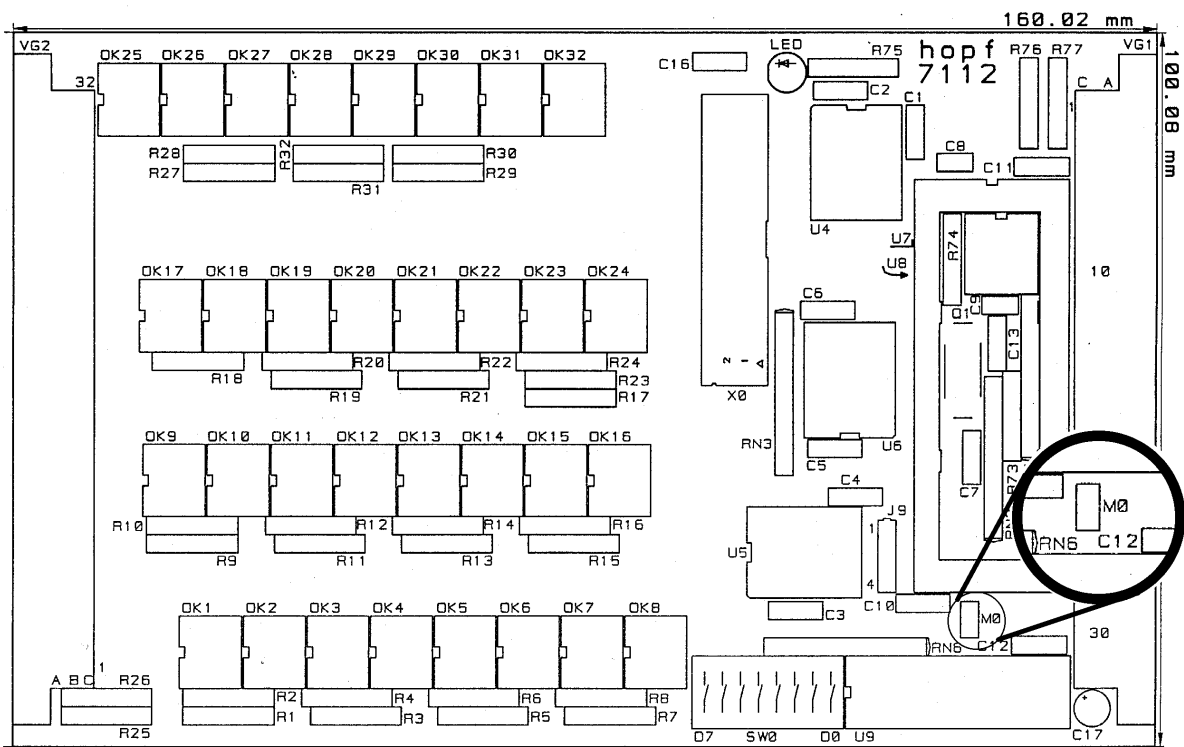 160.02 mm
VG2
OK25 OK26 OK27 OK28 OK29 OK30 OK31 OK32
LED
R75
hopf
7112
R76 R77
VG1
C16
32
C2
C1
C A
1
100.08 mm
R28
R27
R32
R31
R30
R29
C8
C11
U4
U7
U8
R74
10
OK17 OK18 OK19 OK20 OK21 OK22 OK23 OK24
C6
C9
Q1
C13
R18
R20
R19
R22
R21
R24
R23
R17
2 1
X0
RN3
U6
C5
OK9 OK10 OK11 OK12 OK13 OK14 OK15 OK16
C7
R73
C4
J9
1
R10
R9
R12
R11
R14
R13
R16
R15
U5
4
M0
RN6
C12
C3
C10
M0
30
OK1 OK2 OK3 OK4 OK5 OK6 OK7 OK8
RN6
C12
1
A B C
R26
R25
R2
R1
R4
R3
R6
R5
R8
R7
D7 SW0 D0 U9
C17